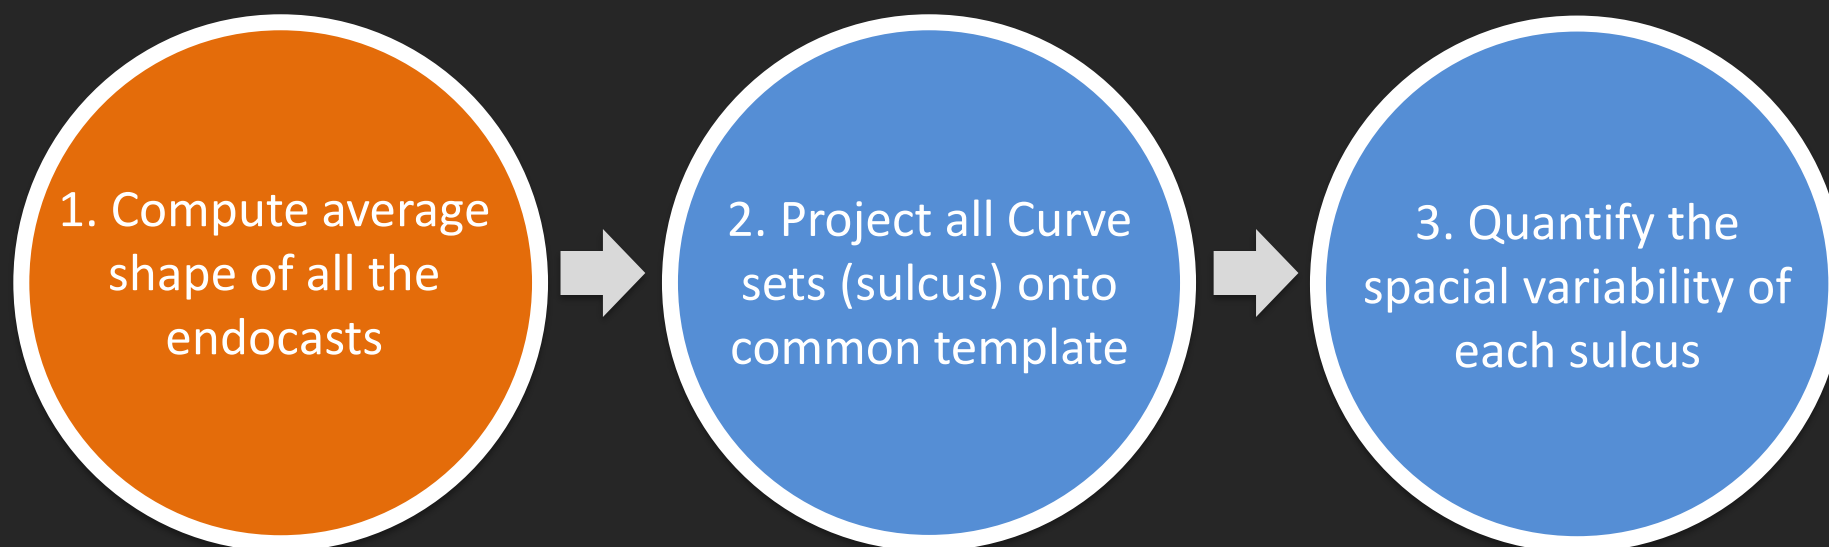 1. Compute average
shape of all the
endocasts
2. Project all Curve
sets (sulcus) onto
common template
3. Quantify the
spacial variability of
each sulcus